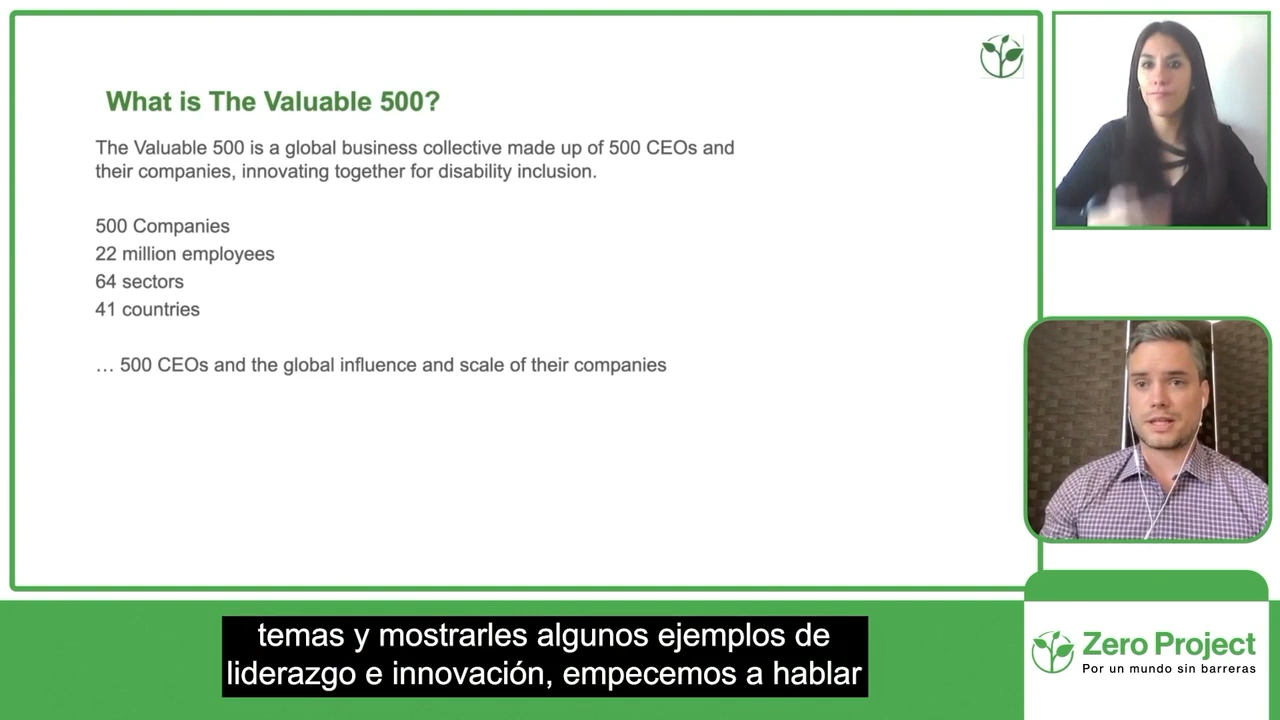 What is The Valuable 500?
The Valuable 500 is a global business collective made up of 500 CEOs and
their companies, innovating together for disability inclusion.
500 Companies
22 million employees
64 sectors
41 countries
… 500 CEOs and the global influence and scale of their companies
temas y mostrarles algunos ejemplos de
liderazgo e innovación, empecemos a hablar
Zero Project
Por un mundo sin barreras